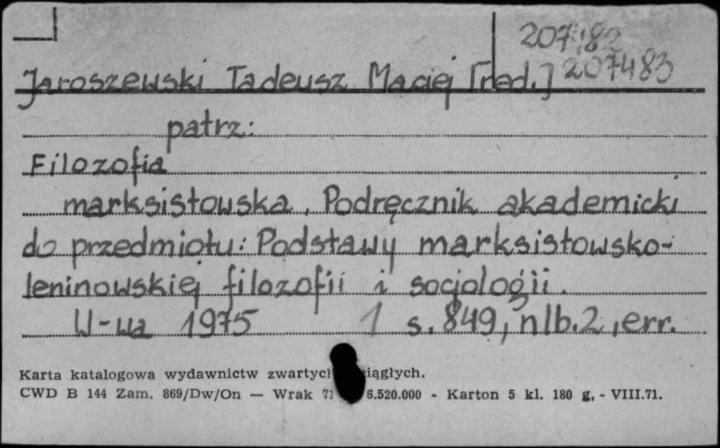 207482
Jaroszewski Tadeusz Maciej [red.] 207483
patrz:
Filozofia
marksistowska. Podręcznik akademicki
do przedmiotu: Podstawy marksistowsko-
leninowskiej filozofii i socjologii.
W-wa 1975 1 s. 849, nlb. 2, err.
Karta katalogowa wydawnictw zwartych ciągłych.
CWD B 144 Zam. 869/Dw/On — Wrak 71 6.520.000 - Karton 5 kl. 180 g, - VIII.71.